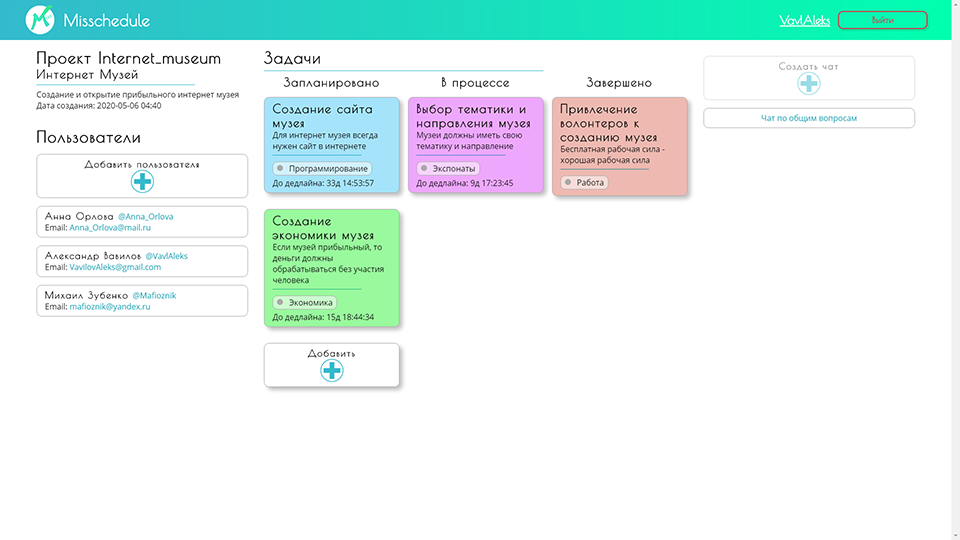 Misschedule
VavlAleks
Выйти
Проект Internet_museum
Интернет Музей
Создание и открытие прибыльного интернет музея
Дата создания: 2020-05-06 04:40
Пользователи
Добавить пользователя
Анна Орлова @Anna_Orlova
Email: Anna_Orlova@mail.ru
Александр Вавилов @VavlAleks
Email: VavilovAleks@gmail.com
Михаил Зубенко @Mafioznik
Email: mafioznik@yandex.ru
Задачи
Запланировано
Создание сайта
музея
Для интернет музея всегда
нужен сайт в интернете
Программирование
До дедлайна: 33д 14:53:57
Создание
экономики музея
Если музей прибыльный, то
деньги должны
обрабатываться без участия
человека
Экономика
До дедлайна: 15д 18:44:34
Добавить
В процессе
Выбор тематики и
направления музея
Музеи должны иметь свою
тематику и направление
Экспонаты
До дедлайна: 9д 17:23:45
Завершено
Привлечение
волонтеров к
созданию музея
Бесплатная рабочая сила -
хорошая рабочая сила
Работа
Создать чат
Чат по общим вопросам